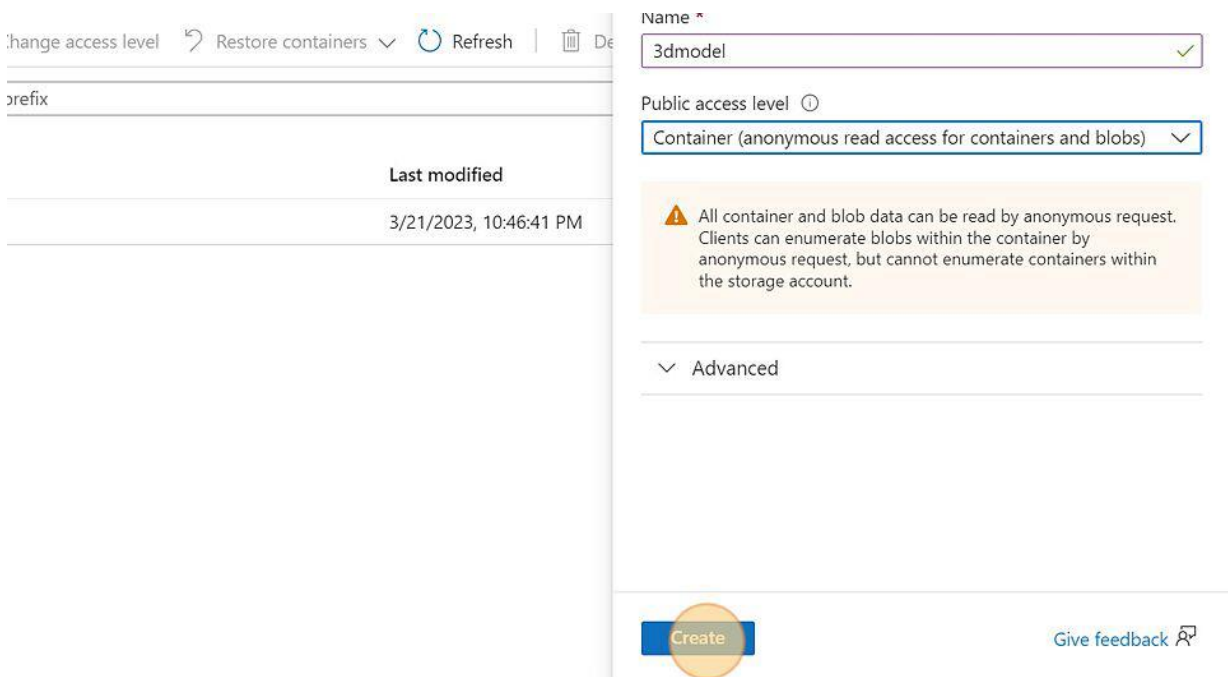 hange access level Restore containers Refresh De
prefix
Last modified
3/21/2023, 10:46:41 PM
Name *
3dmodel
Public access level
Container (anonymous read access for containers and blobs)
All container and blob data can be read by anonymous request.
Clients can enumerate blobs within the container by
anonymous request, but cannot enumerate containers within
the storage account.
Advanced
Create
Give feedback